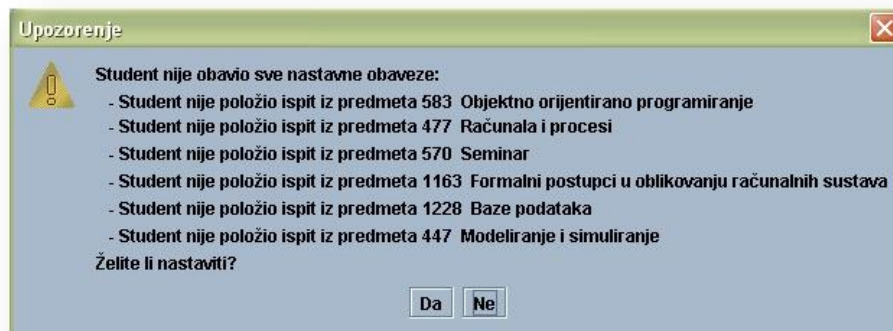 Upozorenje
Student nije obavio sve nastavne obaveze:
- Student nije položio ispit iz predmeta 583 Objektno orijentirano programiranje
- Student nije položio ispit iz predmeta 477 Računala i procesi
- Student nije položio ispit iz predmeta 570 Seminar
- Student nije položio ispit iz predmeta 1163 Formalni postupci u oblikovanju računalnih sustava
- Student nije položio ispit iz predmeta 1228 Baze podataka
- Student nije položio ispit iz predmeta 447 Modeliranje i simuliranje
Želite li nastaviti?
Da Ne